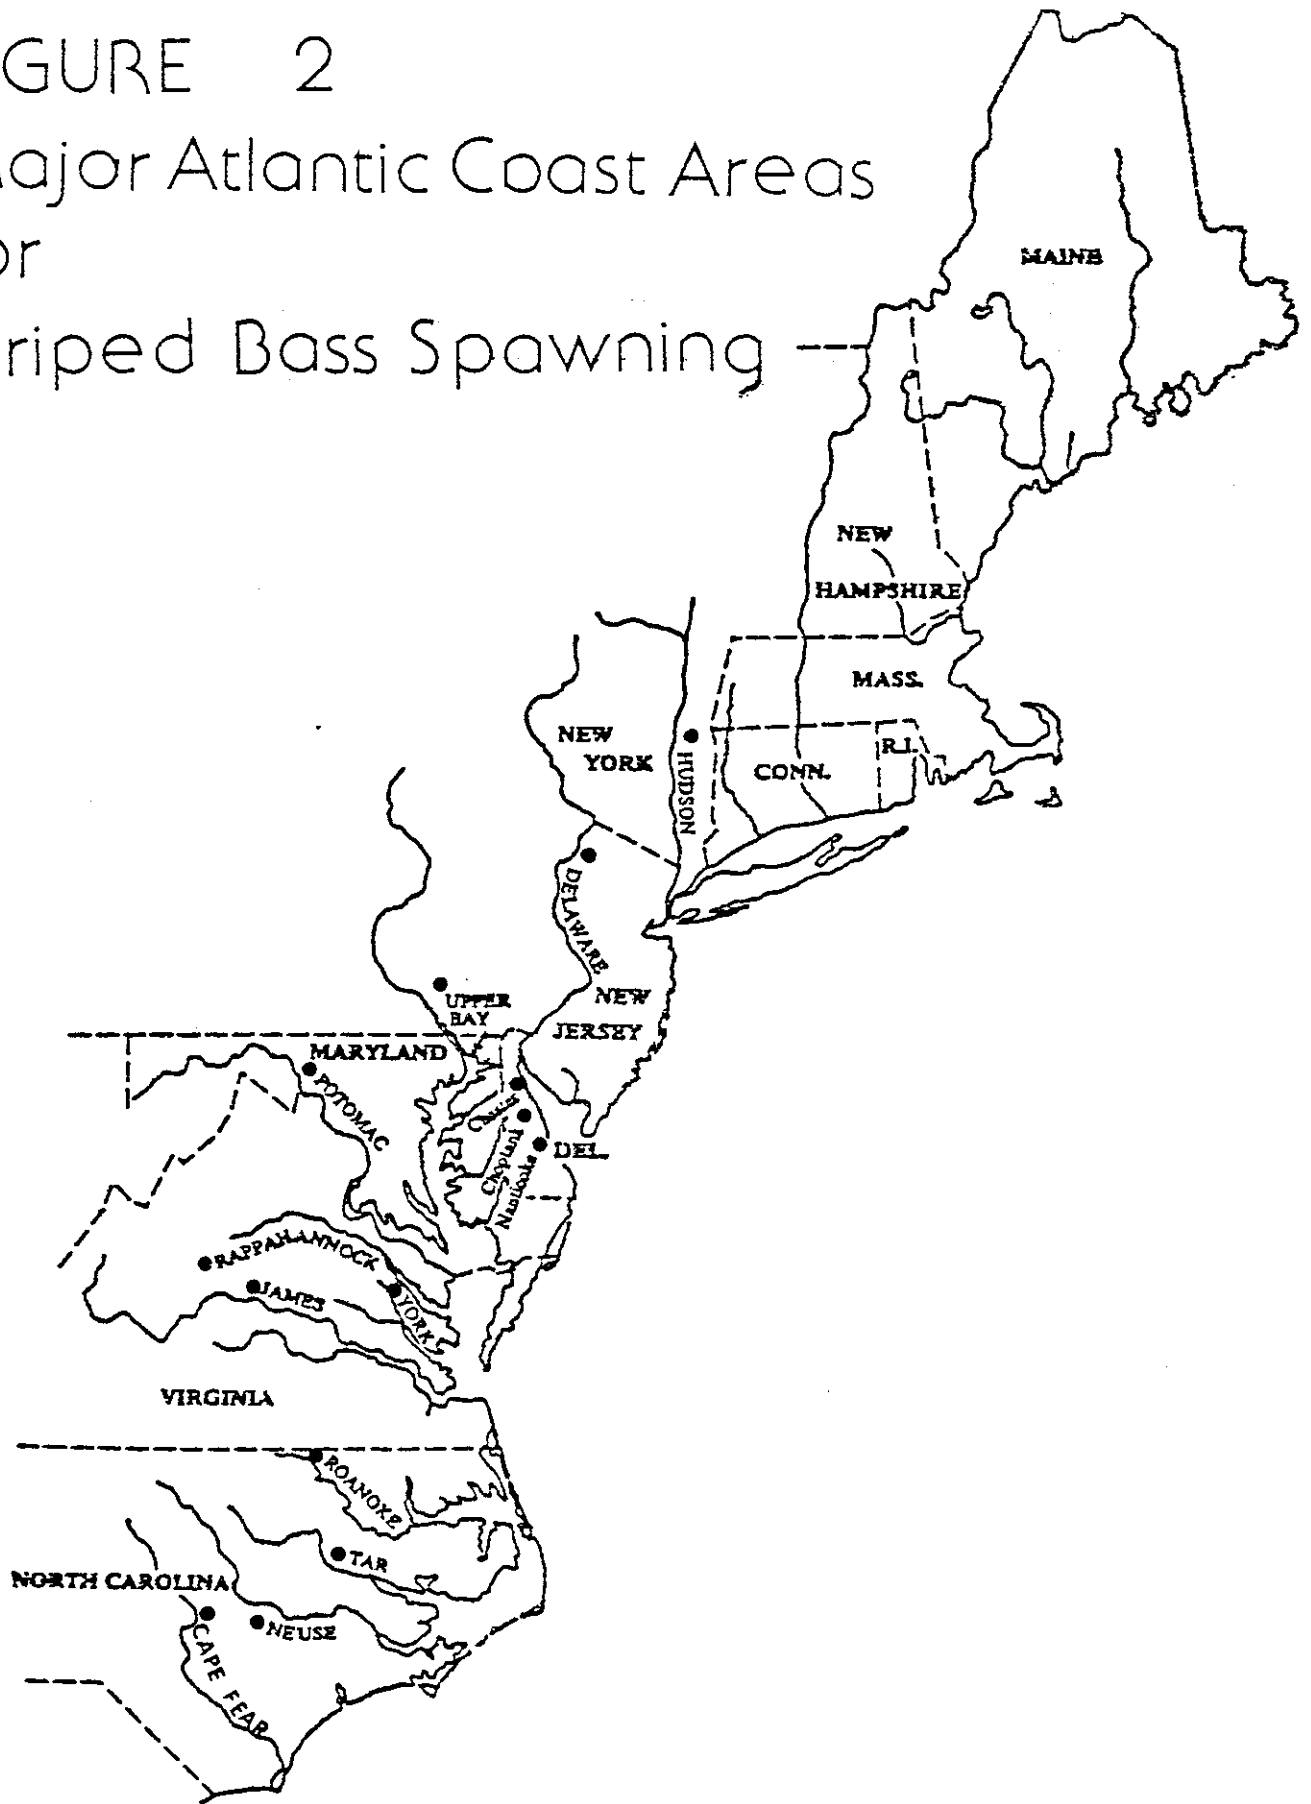 GURE 2
ajor Atlantic Coast Areas
or
riped Bass Spawning
MAINE
NEW
HAMPSHIRE
MASS.
NEW
YORK
HUDSON
CONN.
R.I.
DELAWARE
UPPER
BAY
NEW
JERSEY
MARYLAND
POTOMAC
Choptank
Nanticoke
DEL.
RAPPAHANNOCK
JAMES
YORK
VIRGINIA
ROANOKE
TAR
NORTH CAROLINA
NEUSE
CAPE FEAR